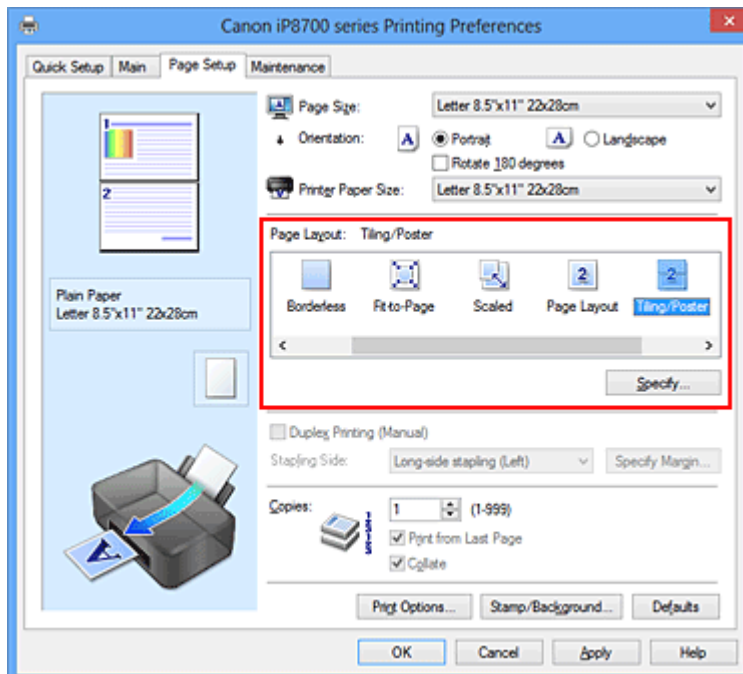 Canon iP8700 series Printing Preferences
Quick Setup Main Page Setup Maintenance
Page Size: Letter 8.5"x11" 22x28cm
Orientation: A Portrait A Landscape
Rotate 180 degrees
Printer Paper Size: Letter 8.5"x11" 22x28cm
1
2
Plain Paper
Letter 8.5"x11" 22x28cm
Page Layout: Tiling/Poster
2 2
Borderless Fit-to-Page Scaled Page Layout Tiling/Poster
Specify...
Duplex Printing (Manual)
Stapling Side: Long-side stapling (Left) Specify Margin...
A
Copies: 1 (1-999)
Print from Last Page
Collate
Print Options... Stamp/Background... Defaults
OK Cancel Apply Help